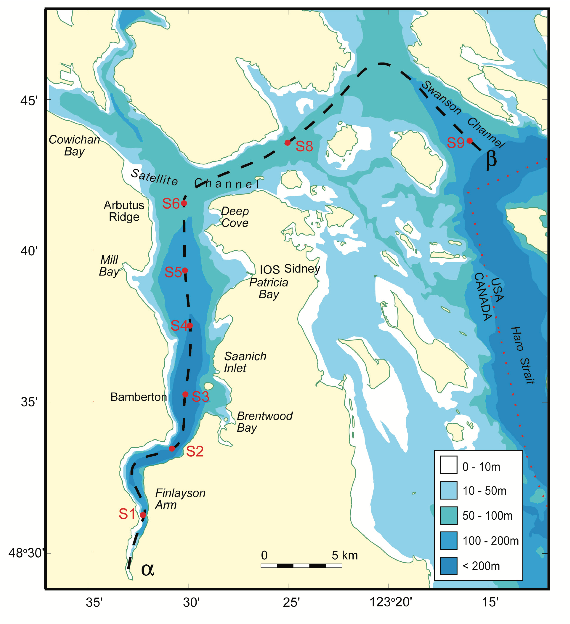 45'
Cowichan
Bay
Swanson Channel
S9
β
S8
Satellite Channel
S6
Arbutus
Ridge
Deep
Cove
40'
Mill
Bay
S5
IOS Sidney
Patricia
Bay
USA
CANADA
S4
Haro Strait
Saanich
Inlet
35'
Bamberton
S3
Brentwood
Bay
S2
Finlayson
Arm
S1
48°30'
α
0 5 km
0 - 10m
10 - 50m
50 - 100m
100 - 200m
< 200m
35' 30' 25' 123°20' 15'